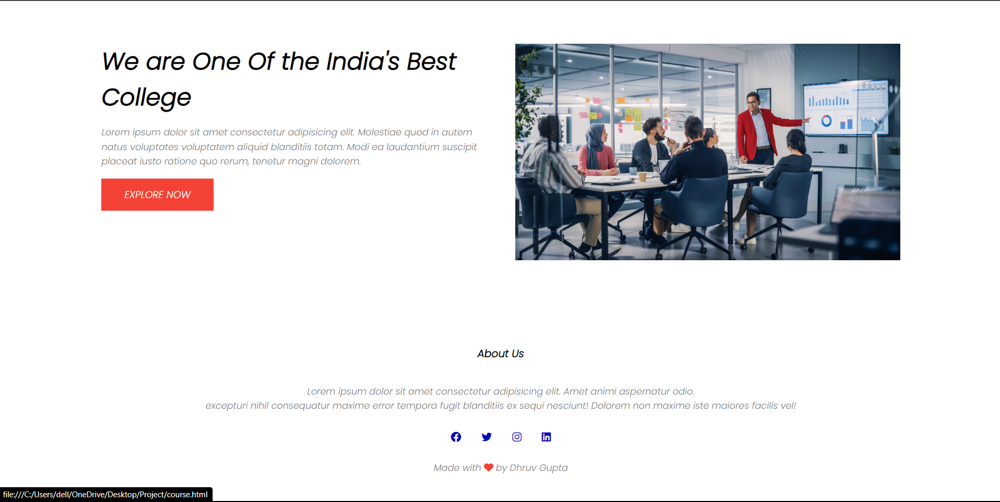 We are One Of the India's Best
College
Lorem ipsum dolor sit amet consectetur adipisicing elit. Molestiae quod in autem
natus voluptates voluptatem aliquid blanditiis totam. Modi ea laudantium suscipit
placeat iusto ratione quo rerum, tenetur magni dolorem.
EXPLORE NOW
About Us
Lorem ipsum dolor sit amet consectetur adipisicing elit. Amet animi aspernatur odio.
excepturi nihil consequatur maxime error tempora fugit blanditiis ex sequi nesciunt! Dolorem non maxime iste maiores facilis vel!
Made with ❤ by Dhruv Gupta
file:///C:/Users/dell/OneDrive/Desktop/Project/course.html